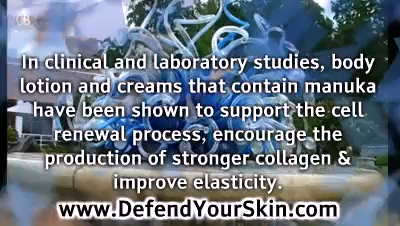 In clinical and laboratory studies, body
lotion and creams that contain manuka
have been shown to support the cell
renewal process, encourage the
production of stronger collagen &
improve elasticity.
www.DefendYourSkin.com